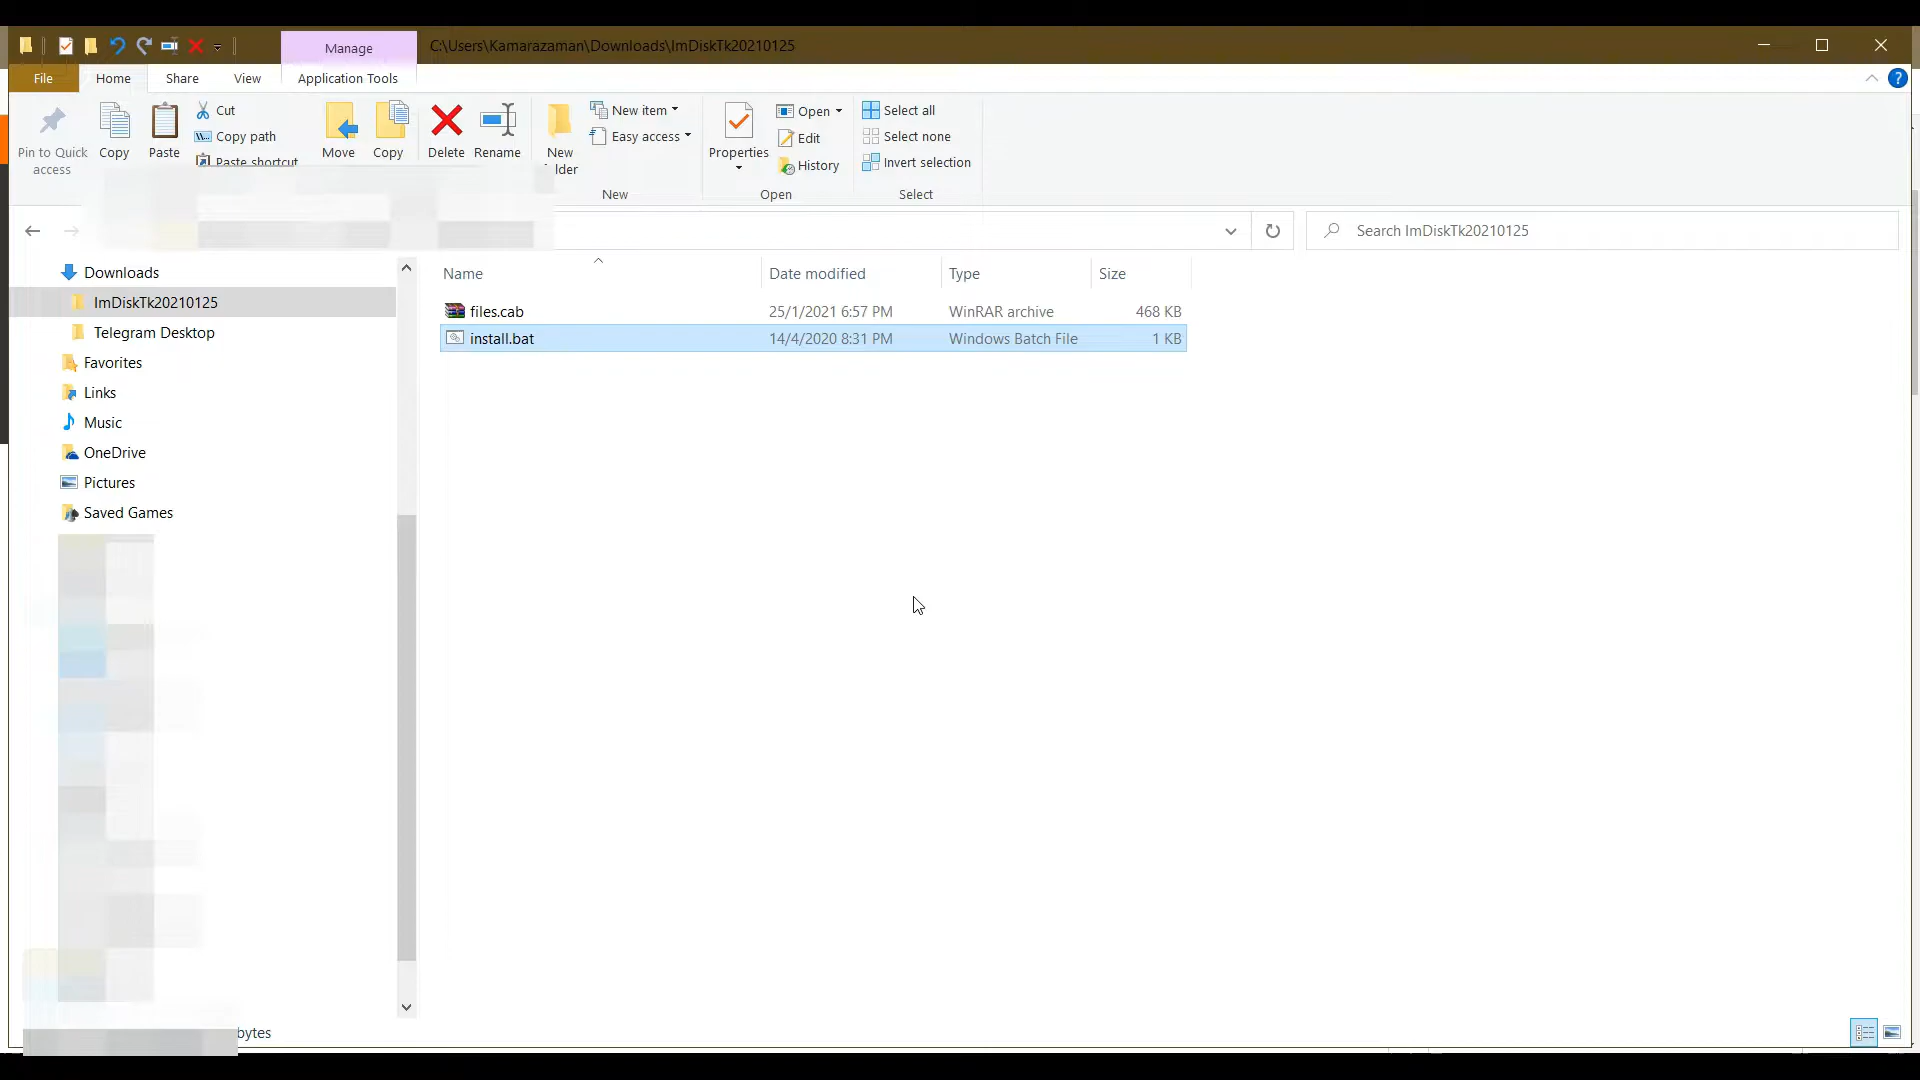 Manage
C:\Users\Kamarazaman\Downloads\ImDiskTk20210125
File
Home
Share
View
Application Tools
Pin to Quick access
Copy
Paste
Cut
Copy path
Paste shortcut
Move
Copy
Delete
Rename
New
lder
New item
Easy access
New
Properties
Open
Edit
History
Open
Select all
Select none
Invert selection
Select
Search ImDiskTk20210125
Downloads
ImDiskTk20210125
Telegram Desktop
Favorites
Links
Music
OneDrive
Pictures
Saved Games
Name
Date modified
Type
Size
files.cab
25/1/2021 6:57 PM
WinRAR archive
468 KB
install.bat
14/4/2020 8:31 PM
Windows Batch File
1 KB
bytes